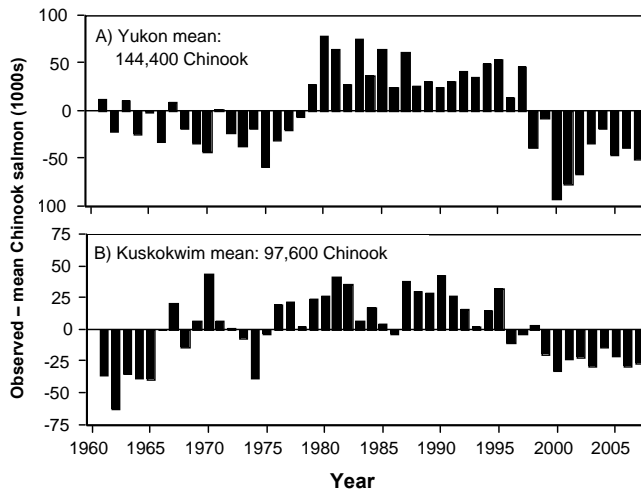 Observed – mean Chinook salmon (1000s)
100
A) Yukon mean:
144,400 Chinook
50
0
-50
100
75
B) Kuskokwim mean: 97,600 Chinook
50
25
0
-25
-50
-75
1960 1965 1970 1975 1980 1985 1990 1995 2000 2005
Year